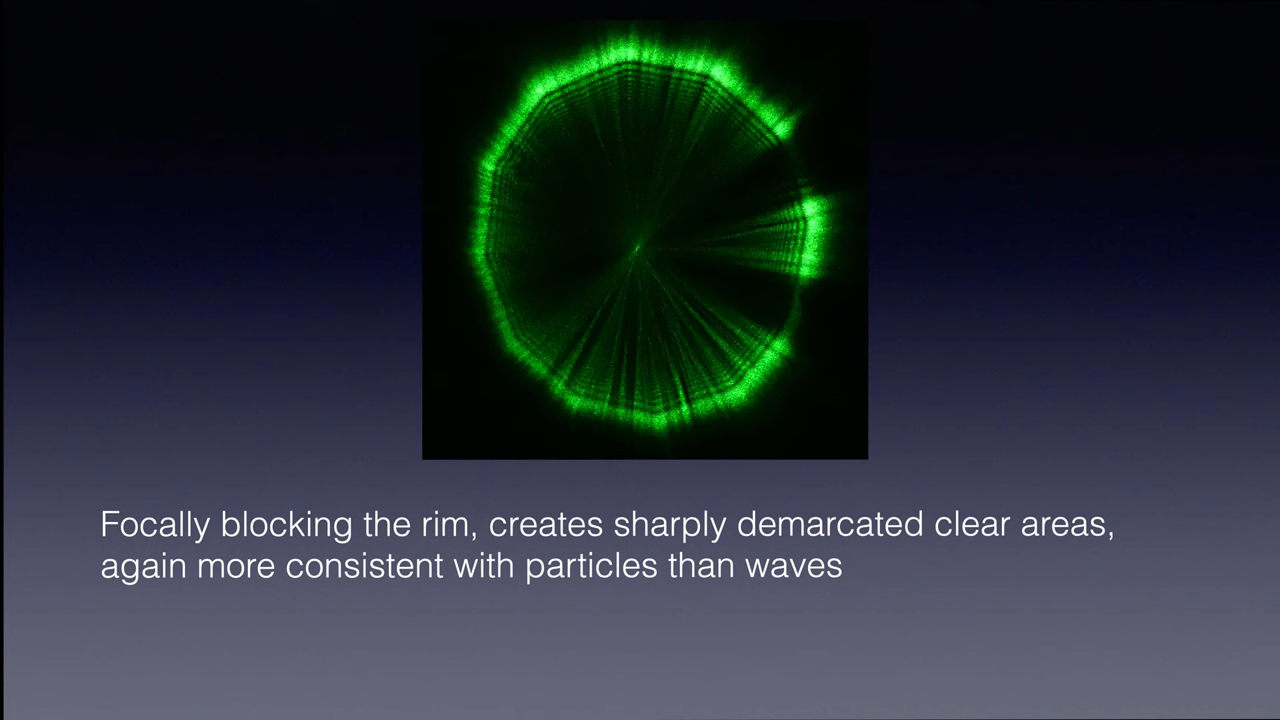 Focally blocking the rim, creates sharply demarcated clear areas,
again more consistent with particles than waves